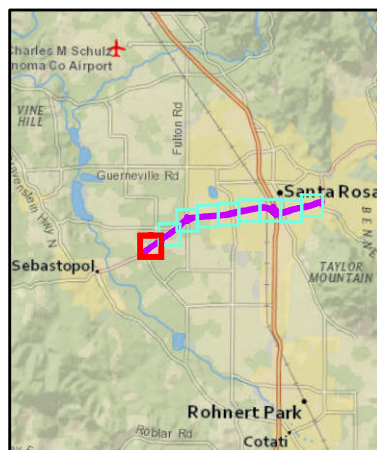 Charles M Schulz
noma Co Airport
VINE
HILL
Fulton Rd
Guerneville Rd
Santa Rosa
BENNE
Sebastopol
TAYLOR
MOUNTAIN
Rohnert Park
Roblar Rd
Cotati